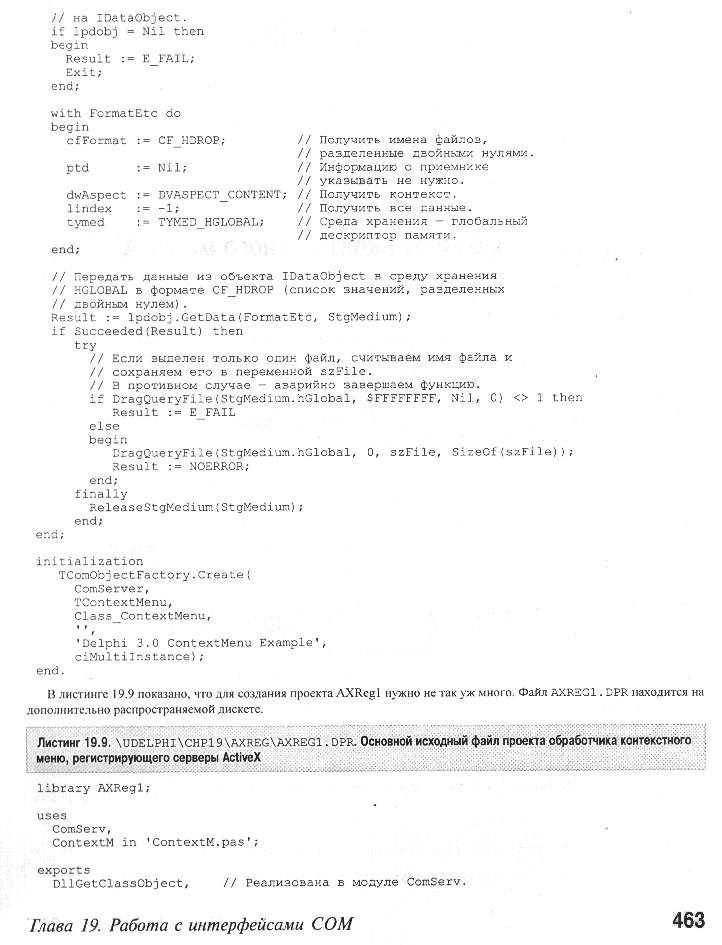 // на IDataObject.
if lpdobj = Nil then
begin
Result := E_FAIL;
Exit;
end;
with FormatEtc do
begin
cfFormat := CF_HDROP; // Получить имена файлов,
// разделенные двойными нулями.
ptd := Nil; // Информацию о приемнике
// указывать не нужно.
dwAspect := DVASPECT_CONTENT; // Получить контекст.
lindex := -1; // Получить все данные.
tymed := TYMED_HGLOBAL; // Среда хранения — глобальный
// дескриптор памяти.
end;
// Передать данные из объекта IDataObject в среду хранения
// HGLOBAL в формате CF_HDROP (список значений, разделенных
// двойным нулем).
Result := lpdobj.GetData(FormatEtc, StgMedium);
if Succeeded(Result) then
try
// Если выделен только один файл, считываем имя файла и
// сохраняем его в переменной szFile.
// В противном случае — аварийно завершаем функцию.
if DragQueryFile(StgMedium.hGlobal, $FFFFFFFF, Nil, 0) <> 1 then
Result := E_FAIL
else
begin
DragQueryFile(StgMedium.hGlobal, 0, szFile, SizeOf(szFile));
Result := NOERROR;
end;
finally
ReleaseStgMedium(StgMedium);
end;
end;
initialization
TComObjectFactory.Create(
ComServer,
TContextMenu,
Class_ContextMenu,
'',
'Delphi 3.0 ContextMenu Example',
ciMultiInstance);
end.
В листинге 19.9 показано, что для создания проекта AXReg1 нужно не так уж много. Файл AXREG1.DPR находится на
дополнительно распространяемой дискете.
Листинг 19.9. \UDELPHI\CHP19\AXREG\AXREG1.DPR. Основной исходный файл проекта обработчика контекстного
меню, регистрирующего серверы ActiveX
library AXReg1;
uses
ComServ,
ContextM in 'ContextM.pas';
exports
DllGetClassObject, // Реализована в модуле ComServ.
Глава 19. Работа с интерфейсами COM 463